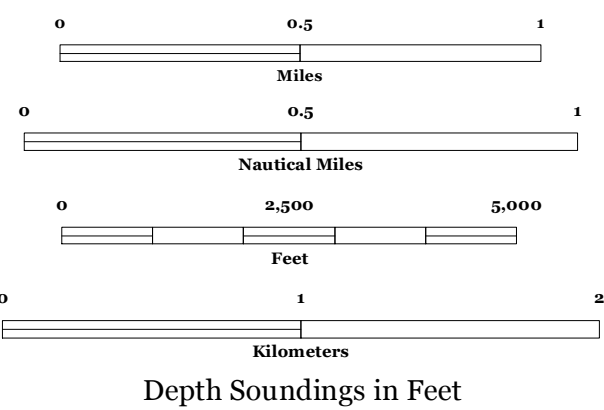 0 0.5 1
Miles
0 0.5 1
Nautical Miles
0 2,500 5,000
Feet
0 1 2
Kilometers
Depth Soundings in Feet